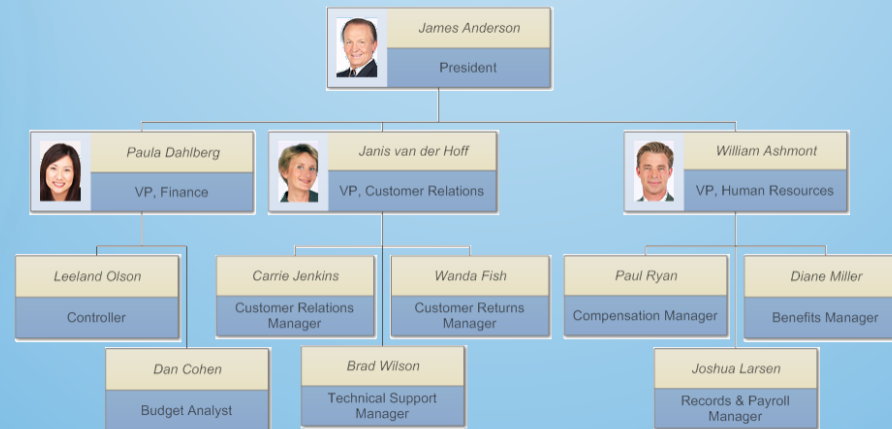 James Anderson
President
Paula Dahlberg
VP, Finance
Janis van der Hoff
VP, Customer Relations
William Ashmont
VP, Human Resources
Leeland Olson
Controller
Carrie Jenkins
Customer Relations
Manager
Wanda Fish
Customer Returns
Manager
Paul Ryan
Compensation Manager
Diane Miller
Benefits Manager
Dan Cohen
Budget Analyst
Brad Wilson
Technical Support
Manager
Joshua Larsen
Records & Payroll
Manager